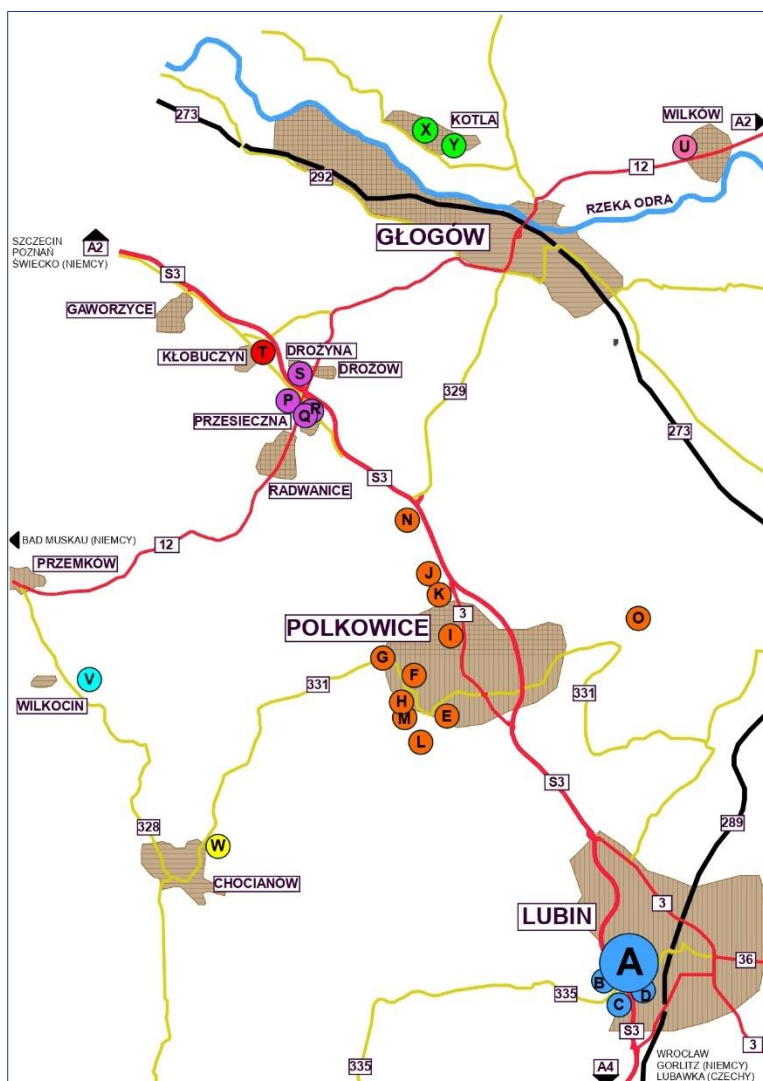 X
KOTLA
Y
WILKÓW
A2
U
273
12
292
RZEKA ODRA
GŁOGÓW
SZCZECIN
POZNAŃ
ŚWIECKO (NIEMCY)
A2
S3
GAWORZYCE
KŁOBUCZYN
T
DROŻYNA
S
DROŻÓW
P
R
Q
PRZESIECZNA
329
273
RADWANICE
S3
N
BAD MUSKAU (NIEMCY)
12
PRZEMKÓW
J
K
3
O
POLKOWICE
I
G
F
331
331
V
WILKOCIN
H
M
E
L
S3
328
289
W
CHOCIANÓW
3
LUBIN
A
36
B
D
C
335
S3
3
335
A4
WROCŁAW
GORLITZ (NIEMCY)
LUBAWKA (CZECHY)